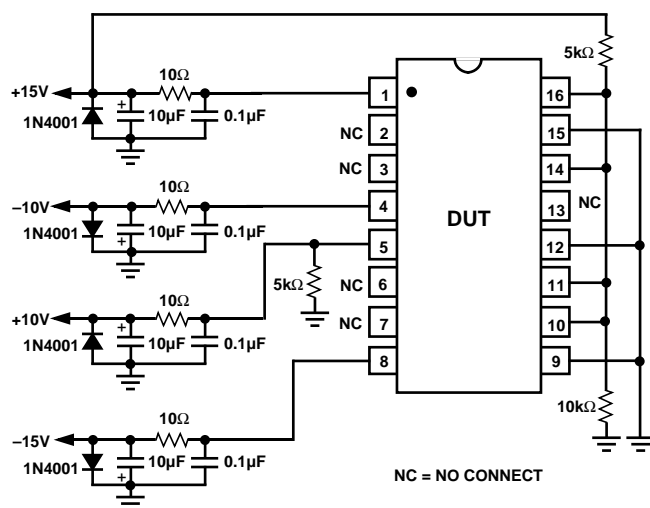 5kΩ
10Ω
+15V
+
1N4001
10µF
0.1µF
1
16
NC
2
15
NC
3
14
10Ω
–10V
4
13
NC
1N4001
10µF
0.1µF
+
DUT
5
12
5kΩ
NC
6
11
10Ω
+10V
+
1N4001
10µF
0.1µF
NC
7
10
8
9
10kΩ
10Ω
–15V
1N4001
10µF
0.1µF
+
NC = NO CONNECT